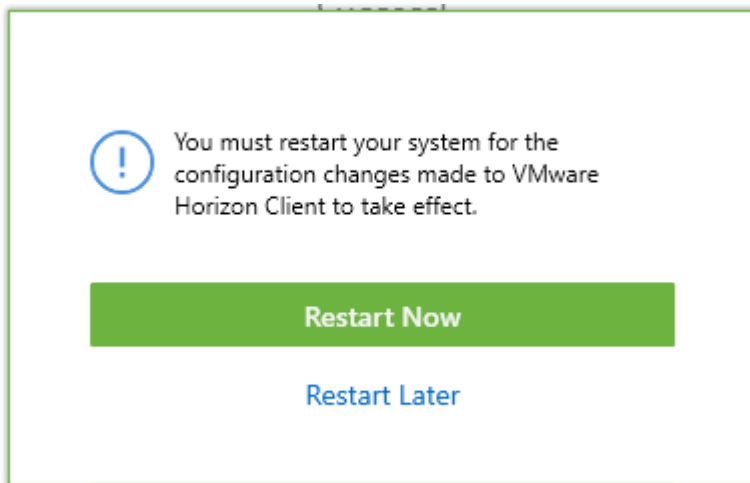 You must restart your system for the
configuration changes made to VMware
Horizon Client to take effect.
Restart Now
Restart Later